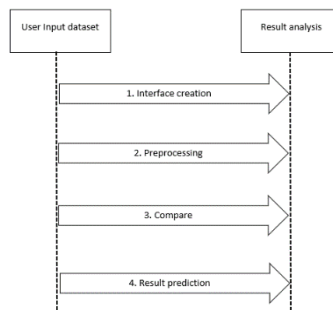 User Input dataset
Result analysis
1. Interface creation
2. Preprocessing
3. Compare
4. Result prediction